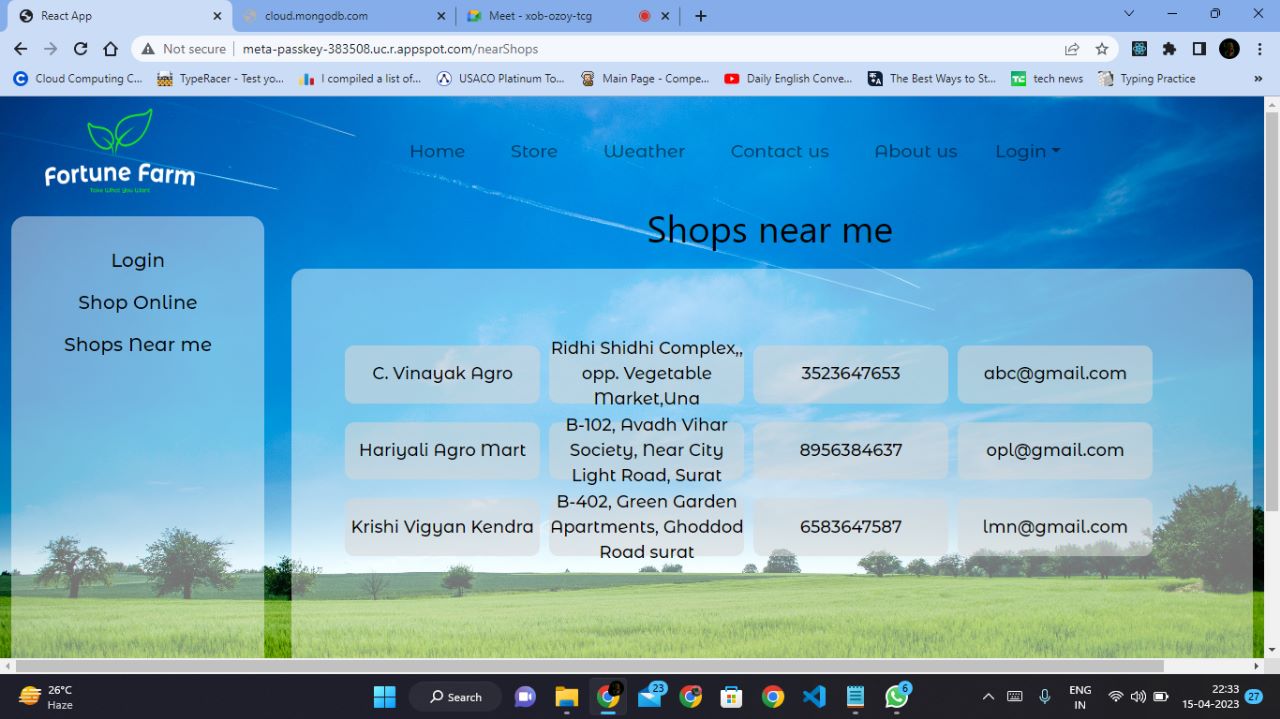 React App
cloud.mongodb.com
Meet - xob-ozoy-tcg
Not secure
meta-passkey-383508.uc.r.appspot.com/nearShops
Cloud Computing C...
TypeRacer - Test yo...
I compiled a list of...
USACO Platinum To...
Main Page - Compe...
Daily English Conve...
The Best Ways to St...
TC
tech news
Typing Practice
»
Fortune Farm
Take What You Want
Home
Store
Weather
Contact us
About us
Login
Login
Shop Online
Shops Near me
Shops near me
C. Vinayak Agro
Ridhi Shidhi Complex,,
opp. Vegetable
Market,Una
3523647653
abc@gmail.com
Hariyali Agro Mart
B-102, Avadh Vihar
Society, Near City
Light Road, Surat
8956384637
opl@gmail.com
Krishi Vigyan Kendra
B-402, Green Garden
Apartments, Ghoddod
Road surat
6583647587
lmn@gmail.com
26°C
Haze
Search
23
6
ENG
IN
22:33
15-04-2023
27